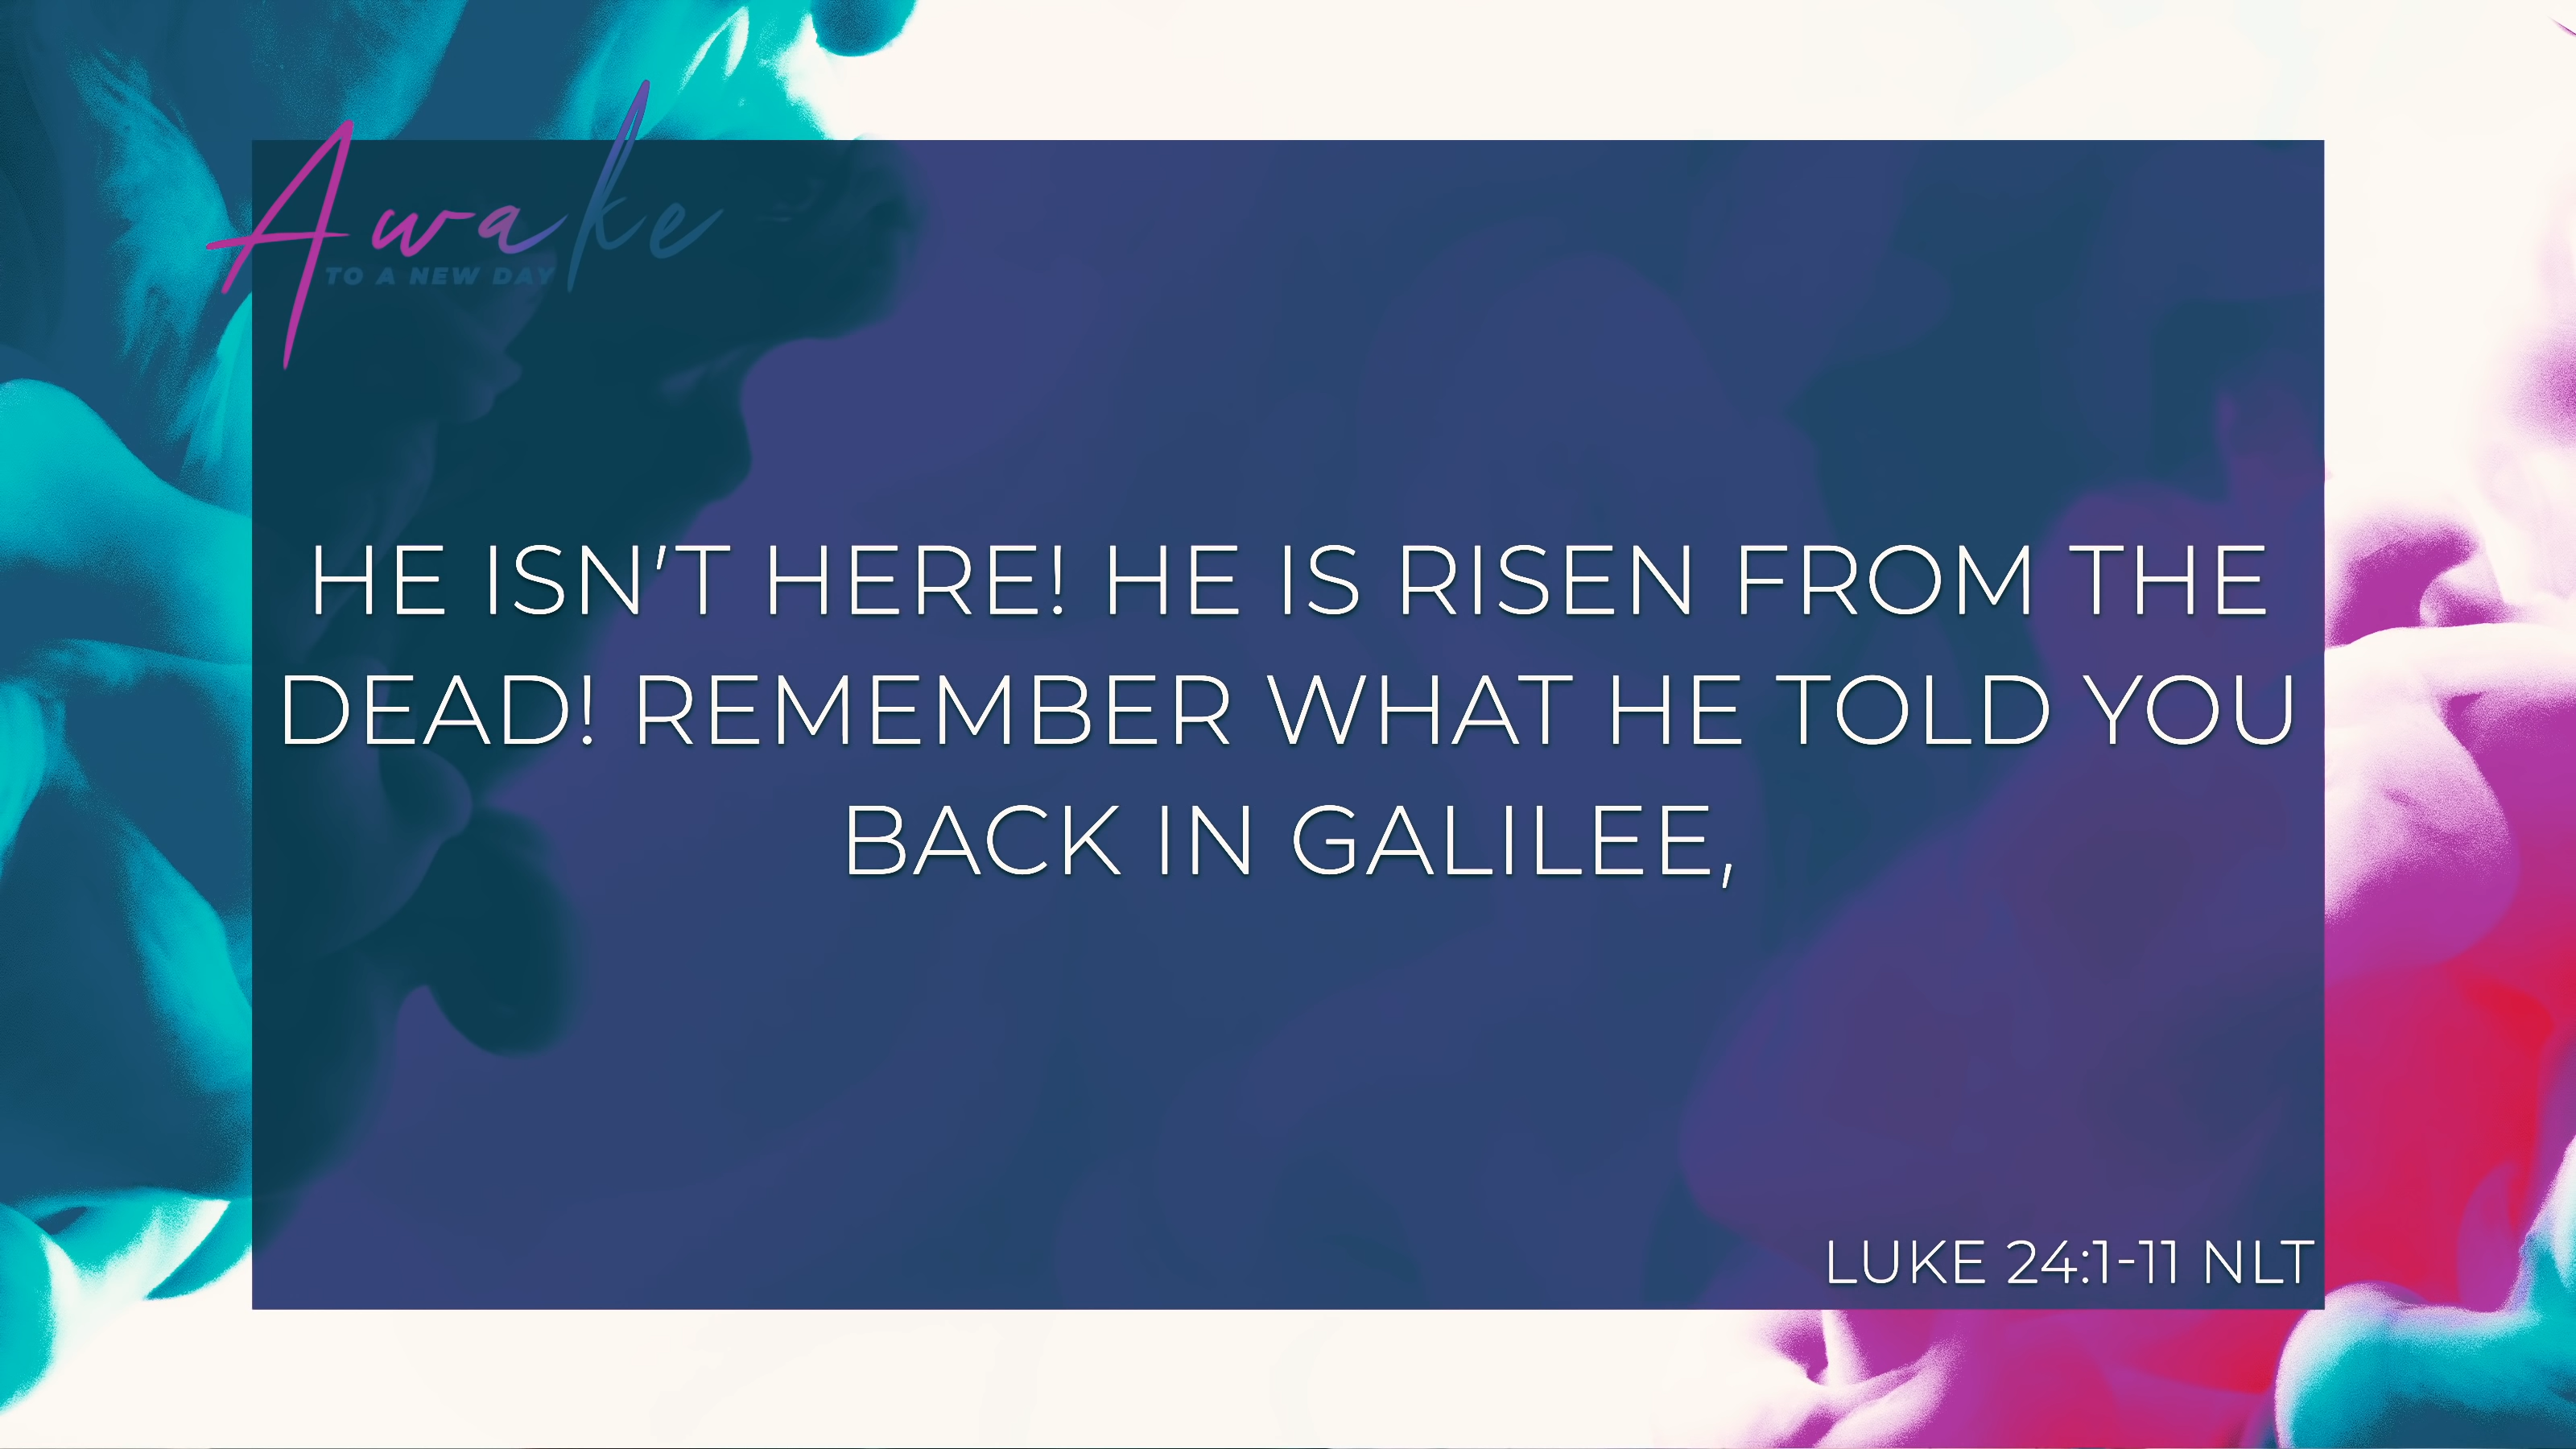 Awake
TO A NEW DAY
HE ISN'T HERE! HE IS RISEN FROM THE
DEAD! REMEMBER WHAT HE TOLD YOU
BACK IN GALILEE,
LUKE 24:1-11 NLT